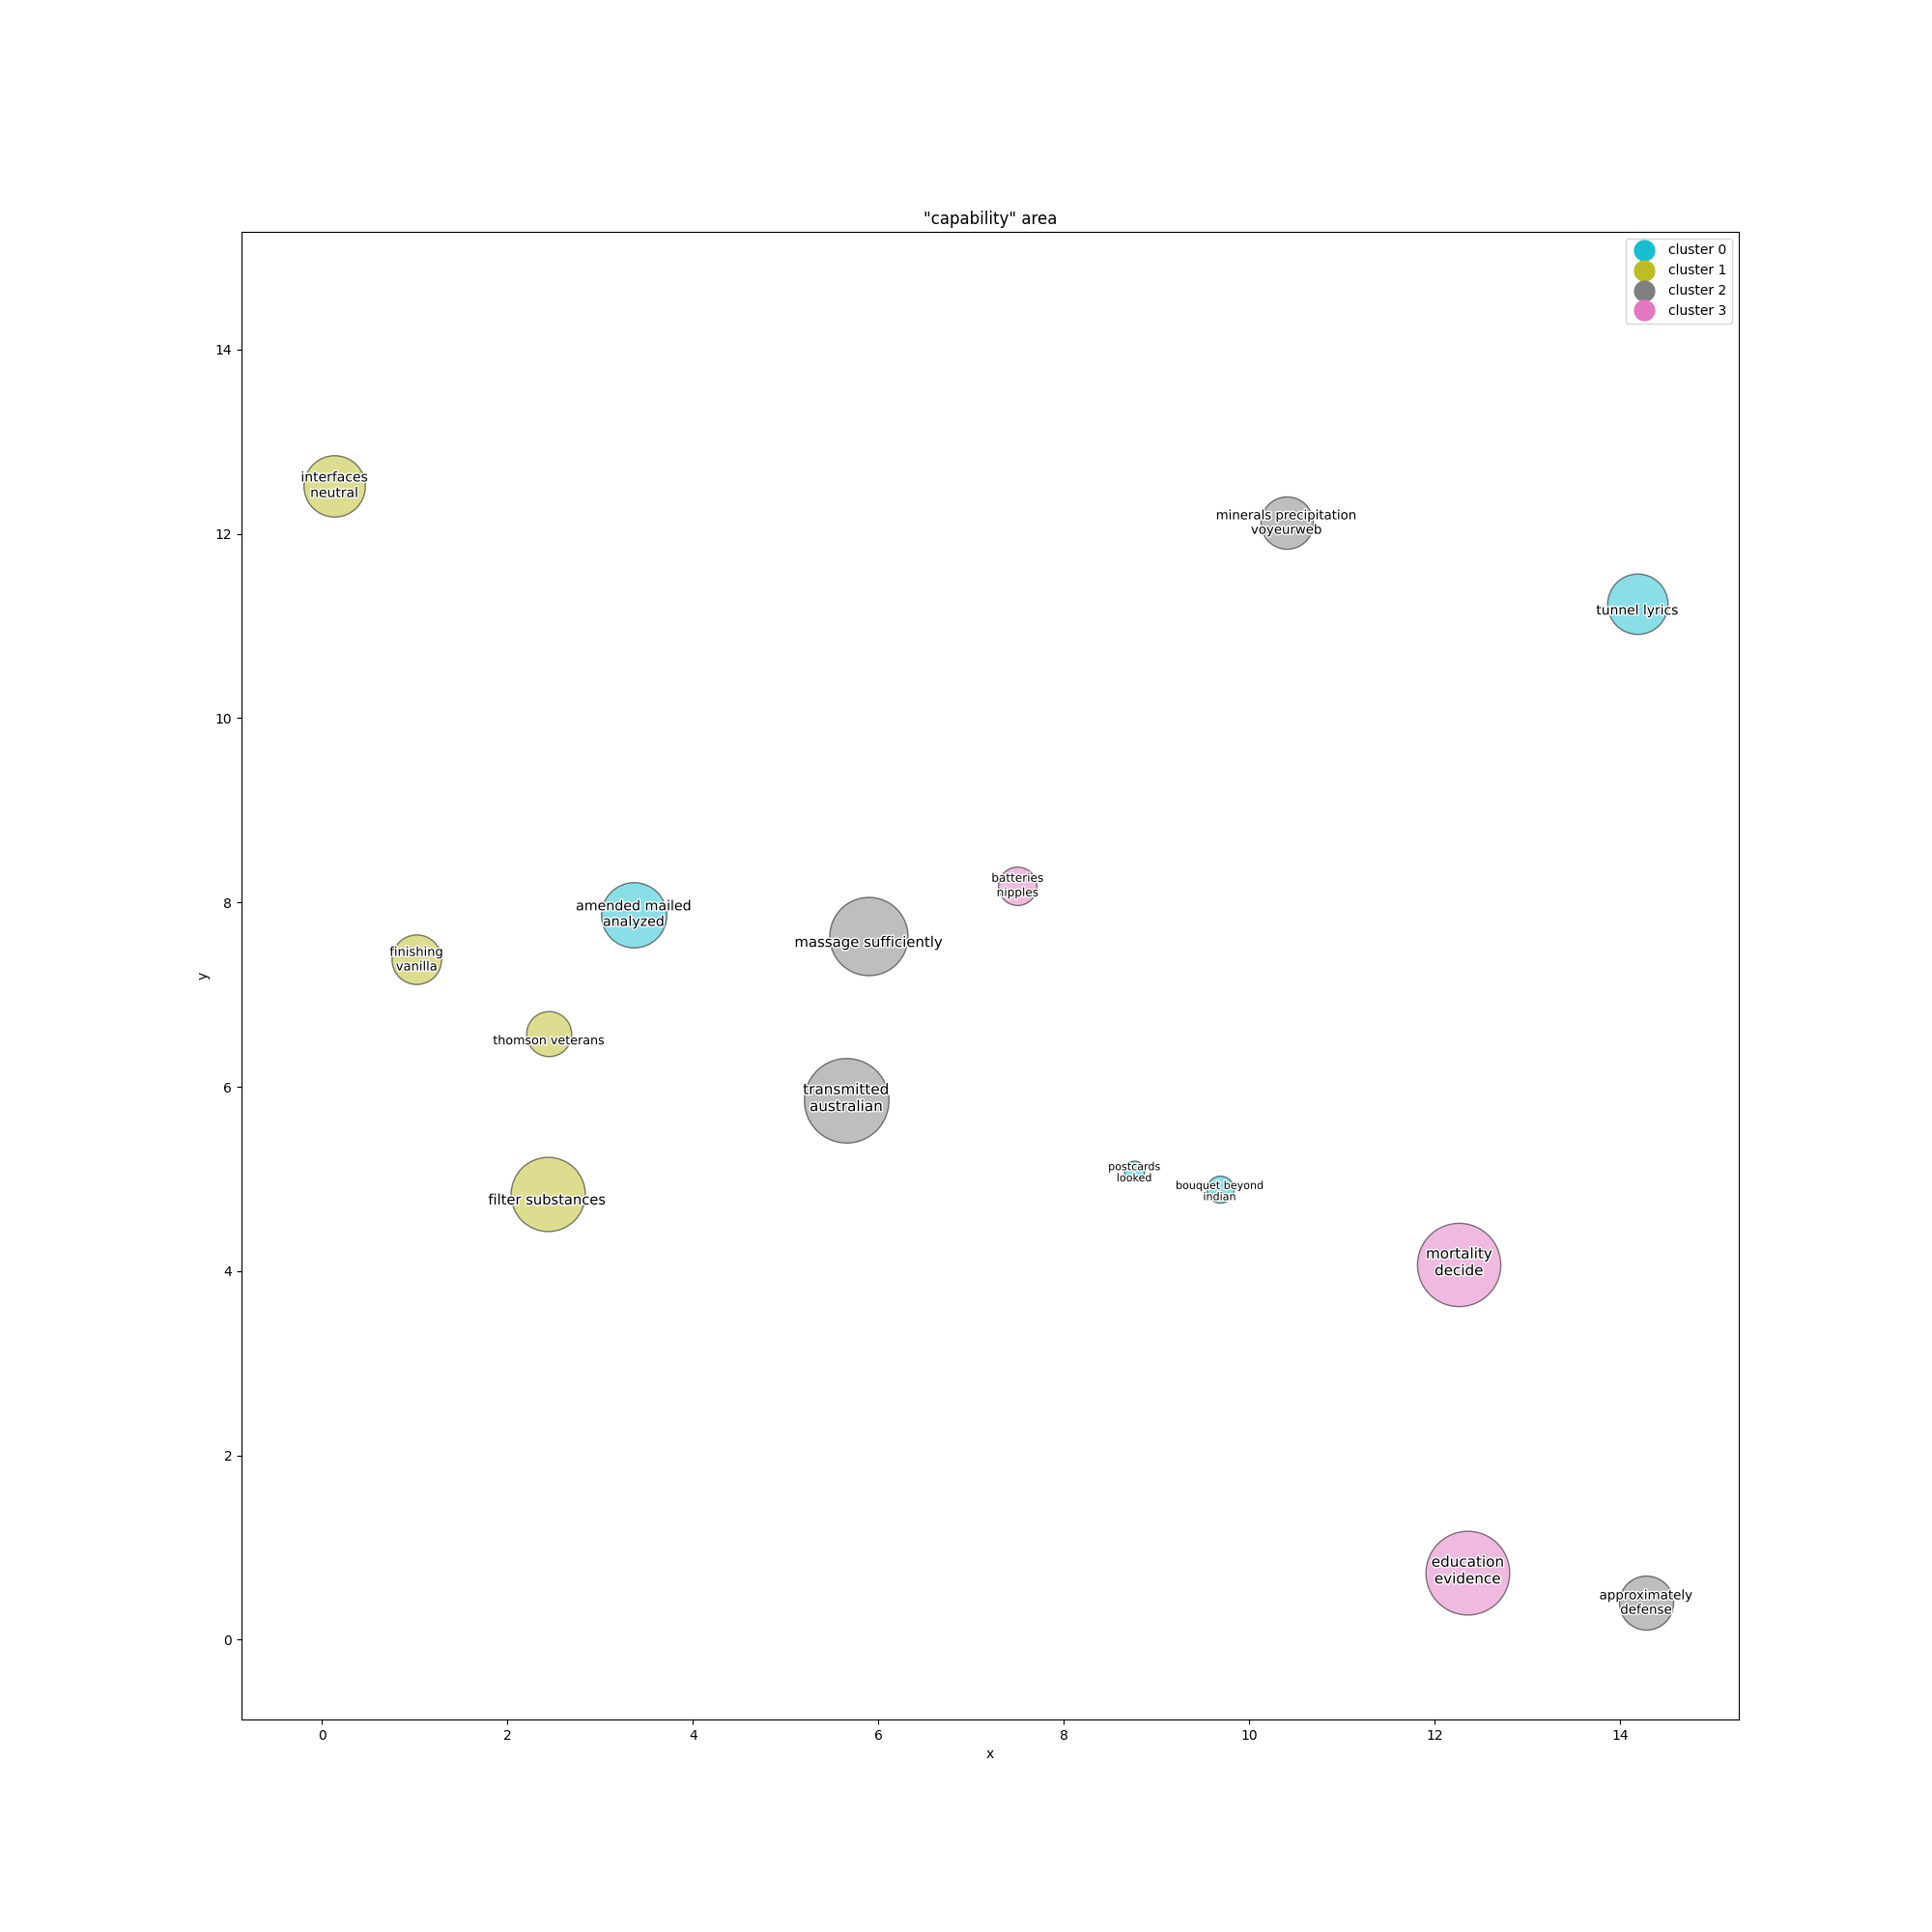 "capability" area
cluster 0
cluster 1
cluster 2
cluster 3
14
12
10
8
6
4
2
0
y
interfaces
neutral
minerals precipitation
voyeurweb
tunnel lyrics
batteries
nipples
amended mailed
analyzed
massage sufficiently
finishing
vanilla
thomson veterans
transmitted
australian
postcards
looked
bouquet beyond
indian
filter substances
mortality
decide
education
evidence
approximately
defense
0
2
4
6
8
10
12
14
x